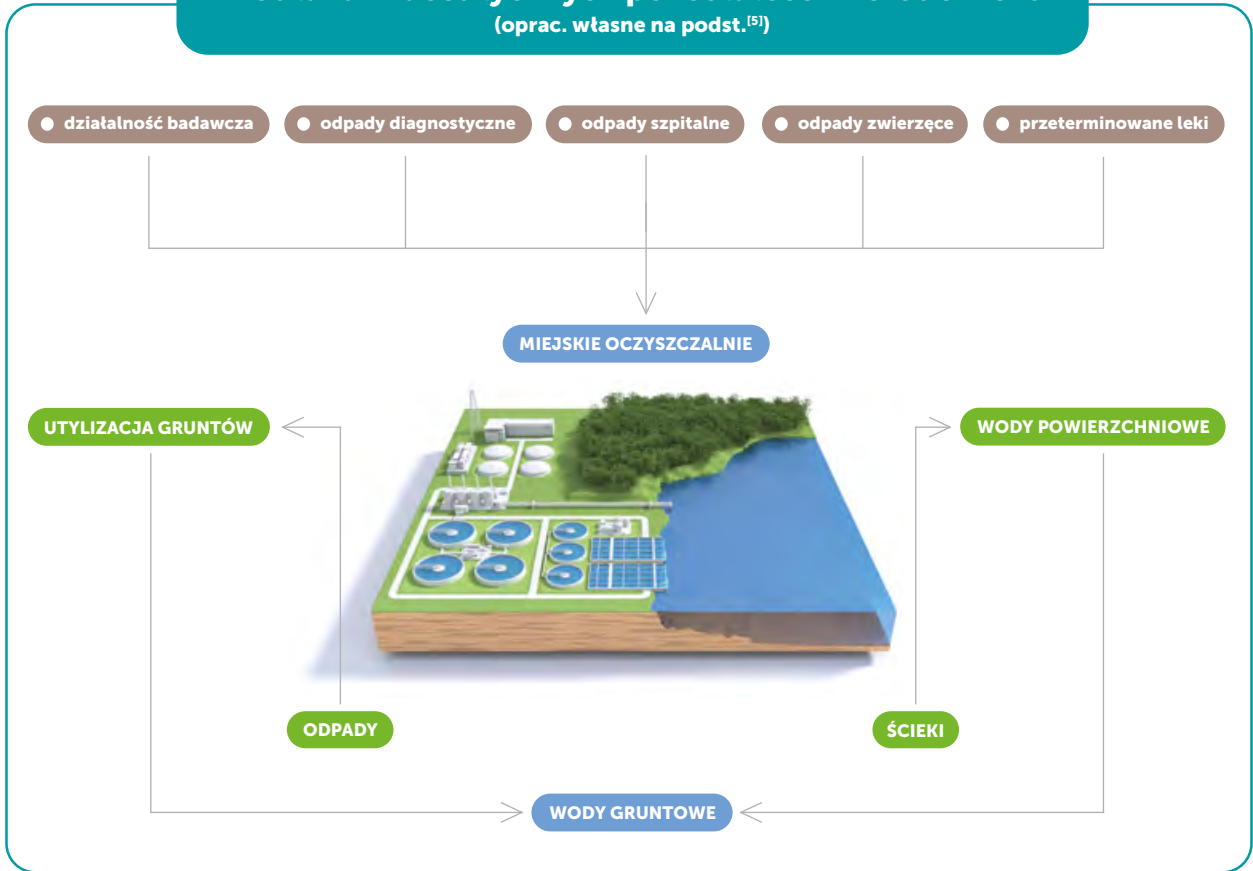 (oprac. własne na podst.[5])
działalność badawcza
odpady diagnostyczne
odpady szpitalne
odpady zwierzęce
przeterminowane leki
MIEJSKIE OCZYSZCZALNIE
UTYLIZACJA GRUNTÓW
WODY POWIERZCHNIOWE
ODPADY
ŚCIEKI
WODY GRUNTOWE